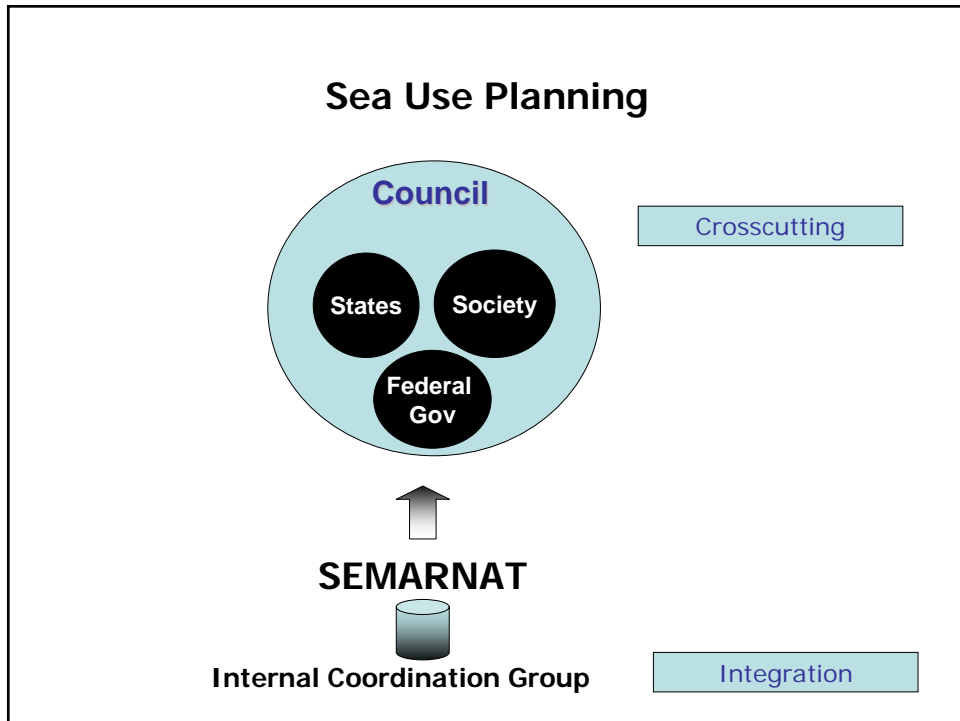 Sea Use Planning
Council
Crosscutting
States
Society
Federal
Gov
SEMARNAT
Internal Coordination Group
Integration